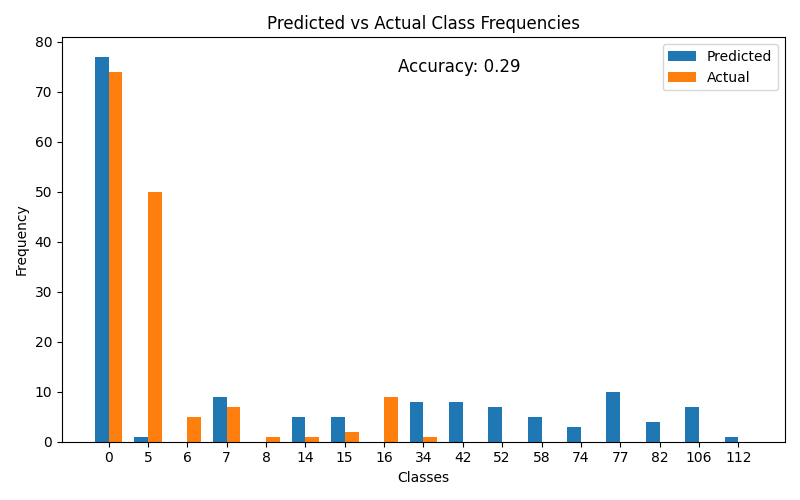 Predicted vs Actual Class Frequencies
Accuracy: 0.29
Predicted
Actual
80
70
60
50
40
30
20
10
0
Frequency
0 5 6 7 8 14 15 16 34 42 52 58 74 77 82 106 112
Classes